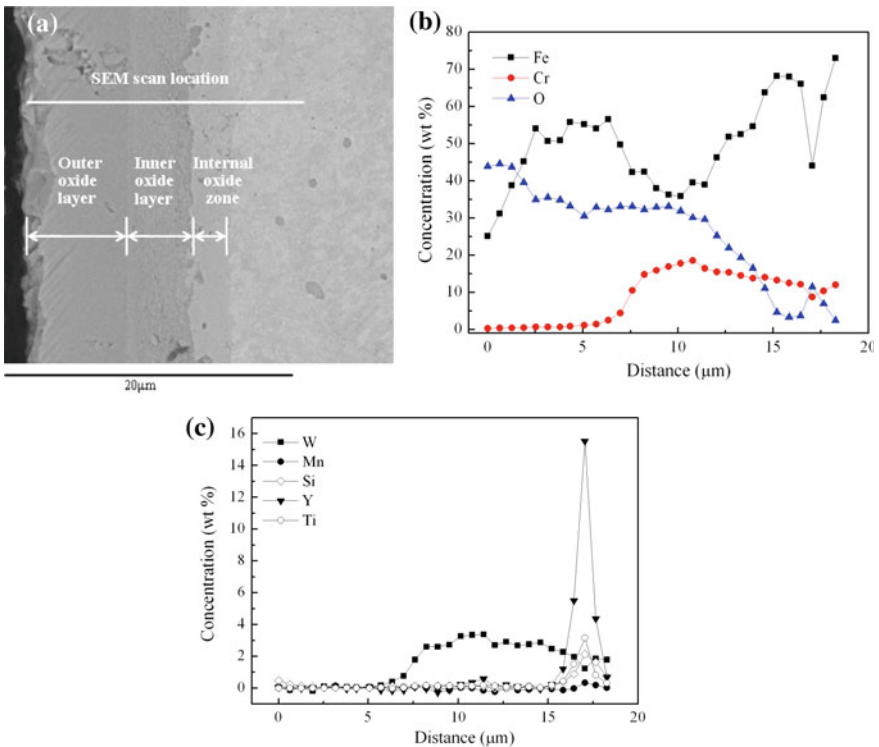 (a)
SEM scan location
Outer oxide layer
Inner oxide layer
Internal oxide zone
20μm
(b)
80
70
60
50
40
30
20
10
0
Concentration (wt %)
Fe
Cr
O
0 5 10 15 20
Distance (μm)
(c)
16
14
12
10
8
6
4
2
0
Concentration (wt %)
W
Mn
Si
Y
Ti
0 5 10 15 20
Distance (μm)